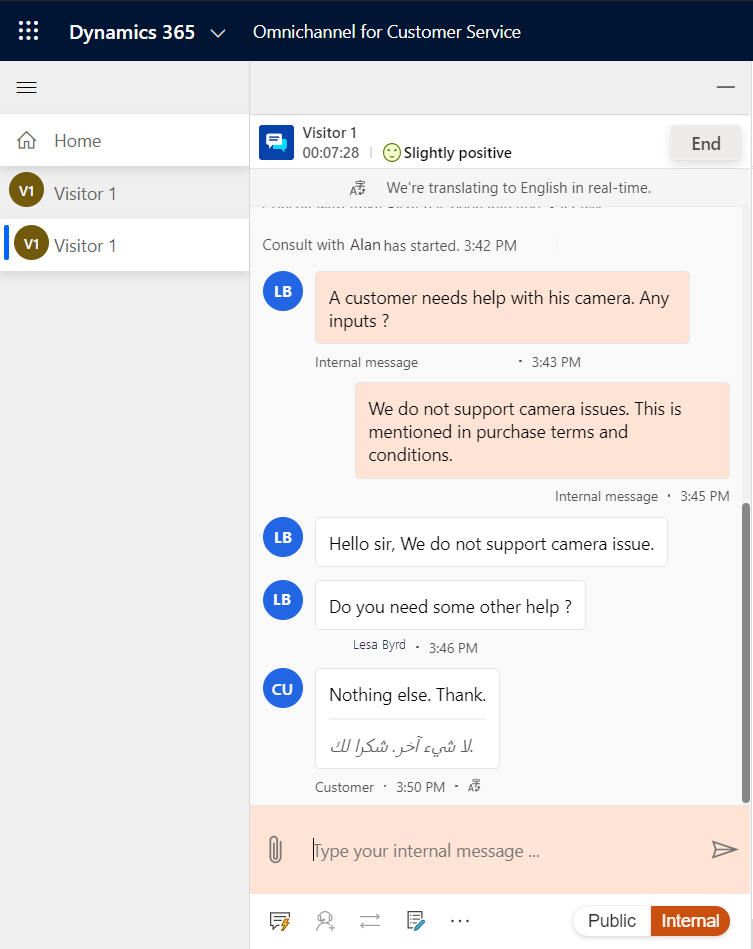 Dynamics 365
Omnichannel for Customer Service
Home
V1
Visitor 1
V1
Visitor 1
Visitor 1
00:07:28
Slightly positive
End
We're translating to English in real-time.
Consult with Alan has started. 3:42 PM
LB
A customer needs help with his camera. Any
inputs ?
Internal message · 3:43 PM
We do not support camera issues. This is
mentioned in purchase terms and
conditions.
Internal message · 3:45 PM
LB
Hello sir, We do not support camera issue.
LB
Do you need some other help ?
Lesa Byrd · 3:46 PM
CU
Nothing else. Thank.
لا شيء آخر. شكرا لك.
Customer · 3:50 PM ·
Type your internal message ...
Public
Internal